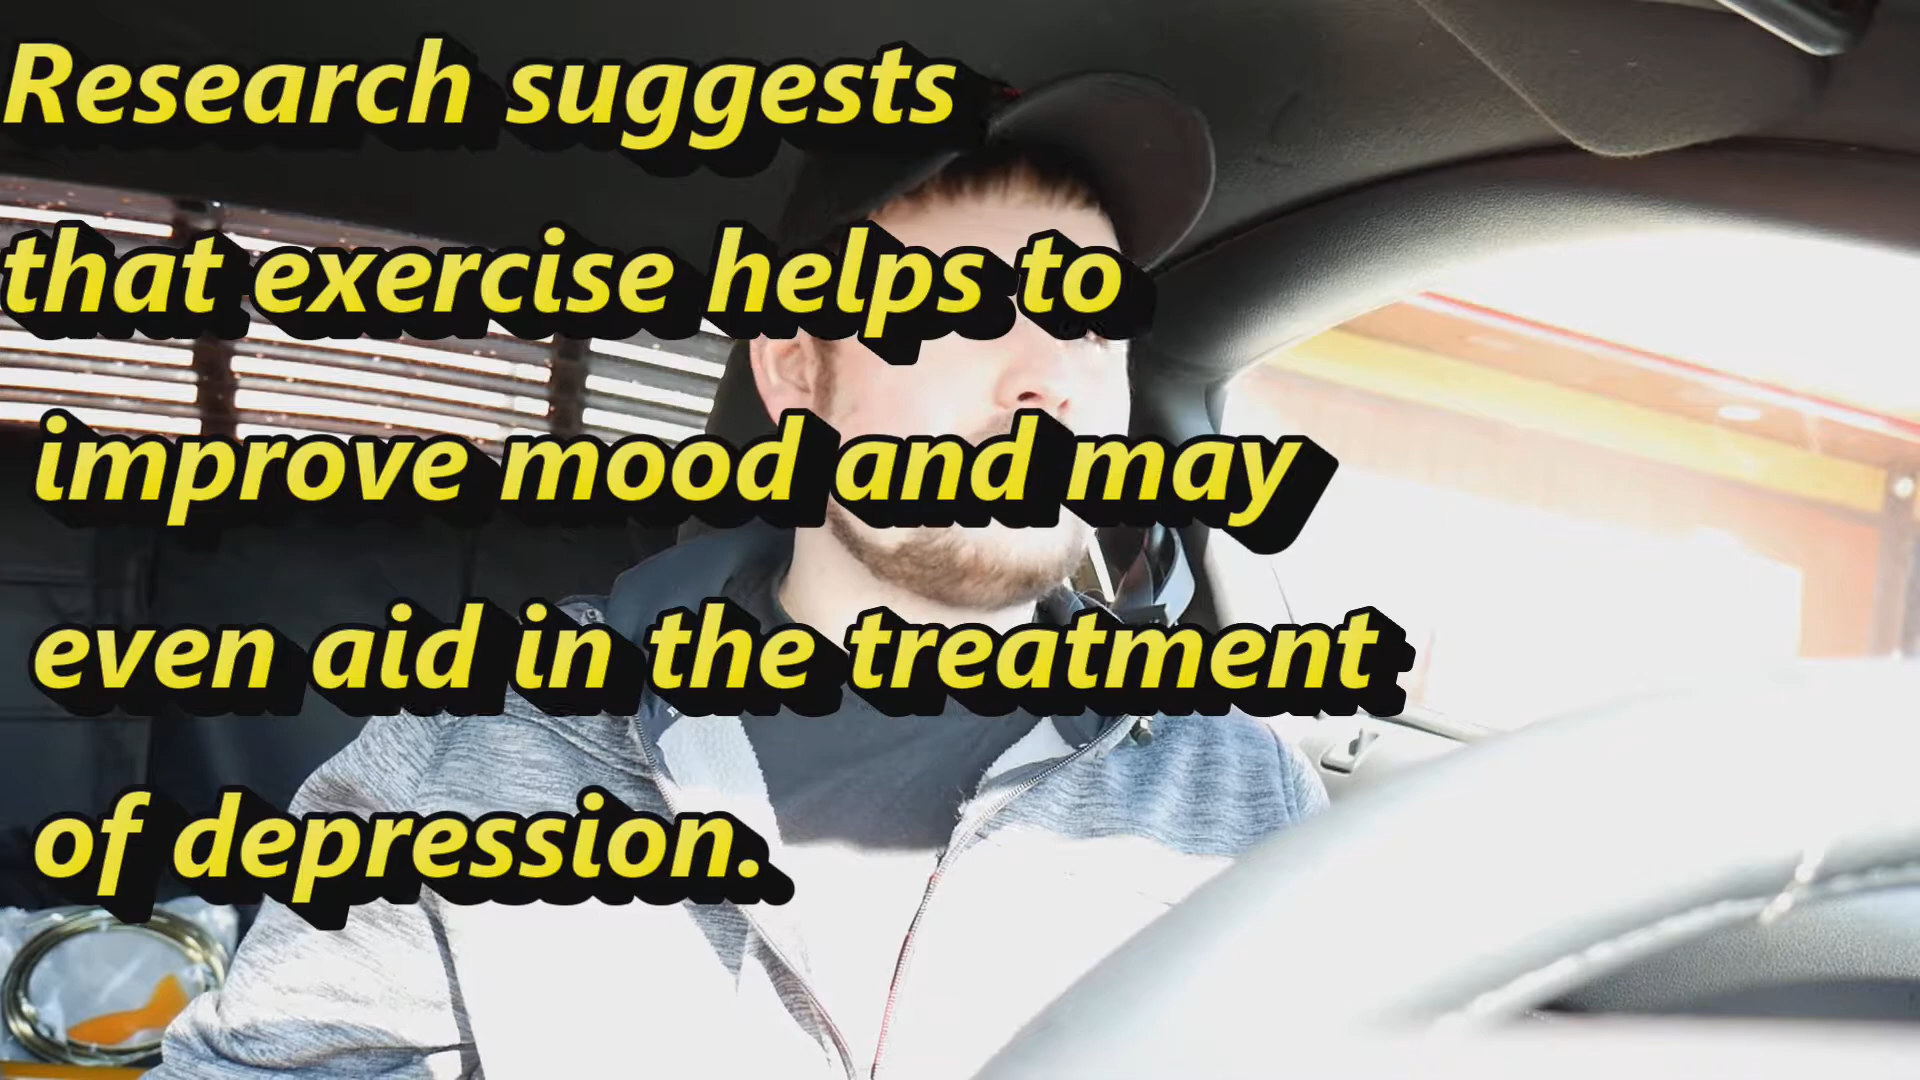 Research suggests
that exercise helps to
improve mood and may
even aid in the treatment
of depression.